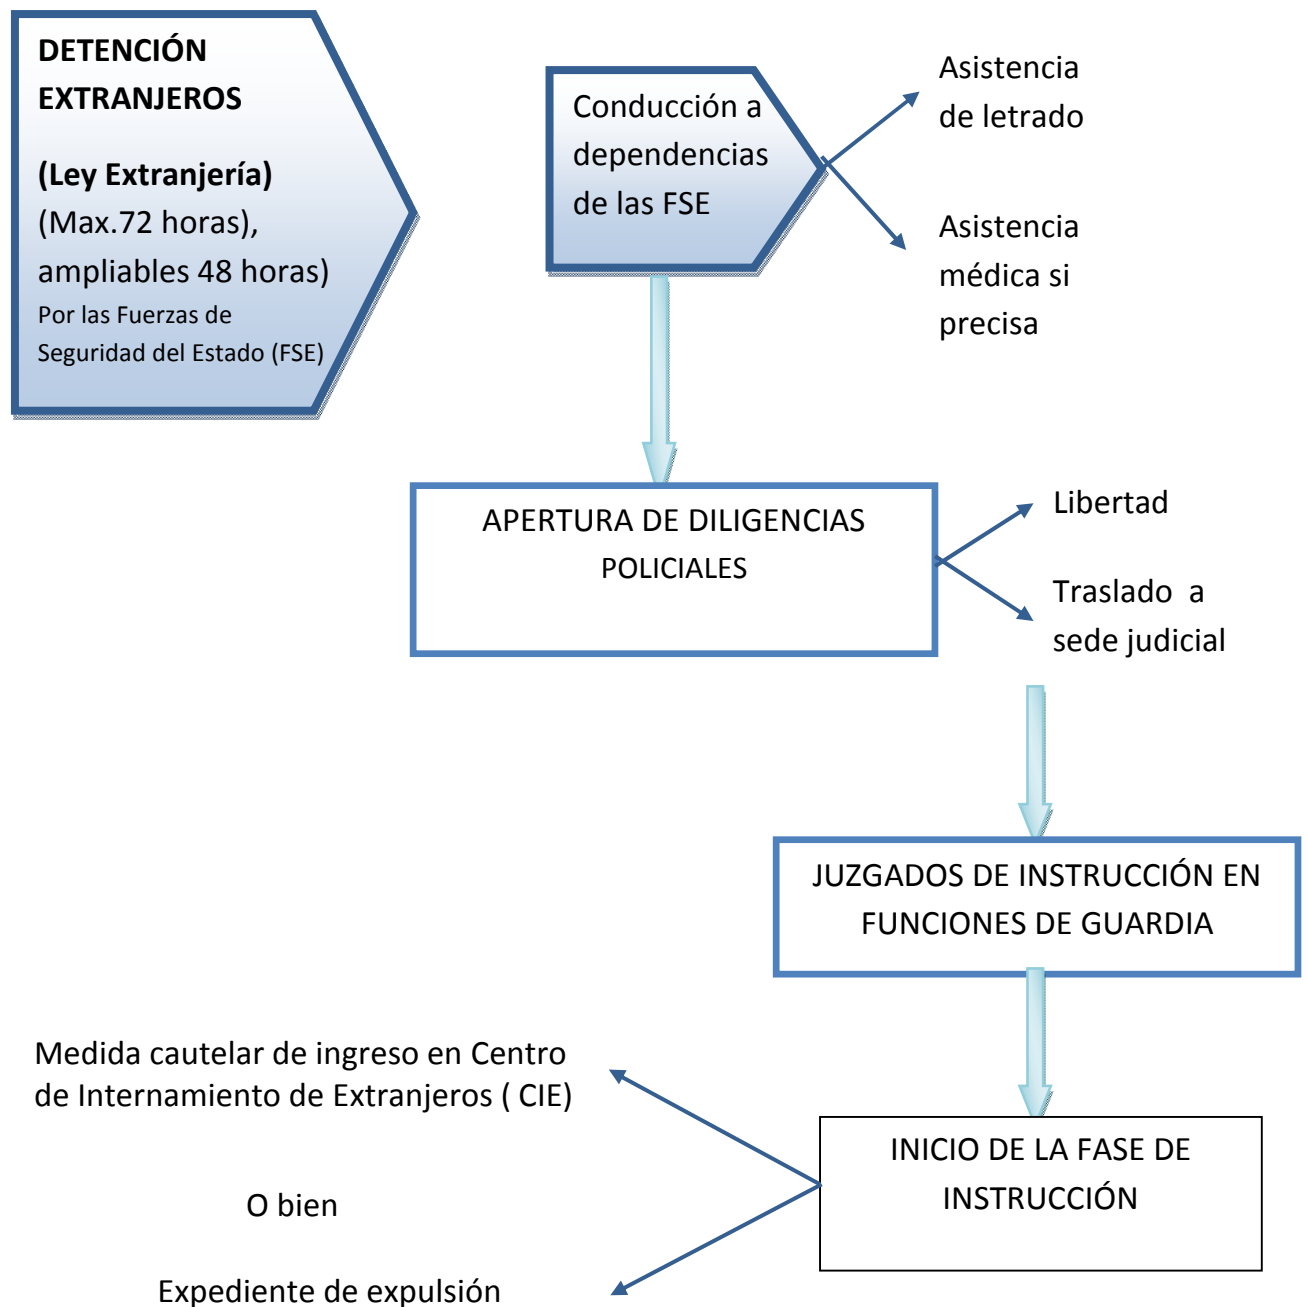 DETENCIÓN
EXTRANJEROS
(Ley Extranjería)
(Max.72 horas),
ampliables 48 horas)
Por las Fuerzas de
Seguridad del Estado (FSE)
Conducción a
dependencias
de las FSE
Asistencia
de letrado
Asistencia
médica si
precisa
APERTURA DE DILIGENCIAS
POLICIALES
Libertad
Traslado a
sede judicial
JUZGADOS DE INSTRUCCIÓN EN
FUNCIONES DE GUARDIA
INICIO DE LA FASE DE
INSTRUCCIÓN
Medida cautelar de ingreso en Centro
de Internamiento de Extranjeros ( CIE)
O bien
Expediente de expulsión